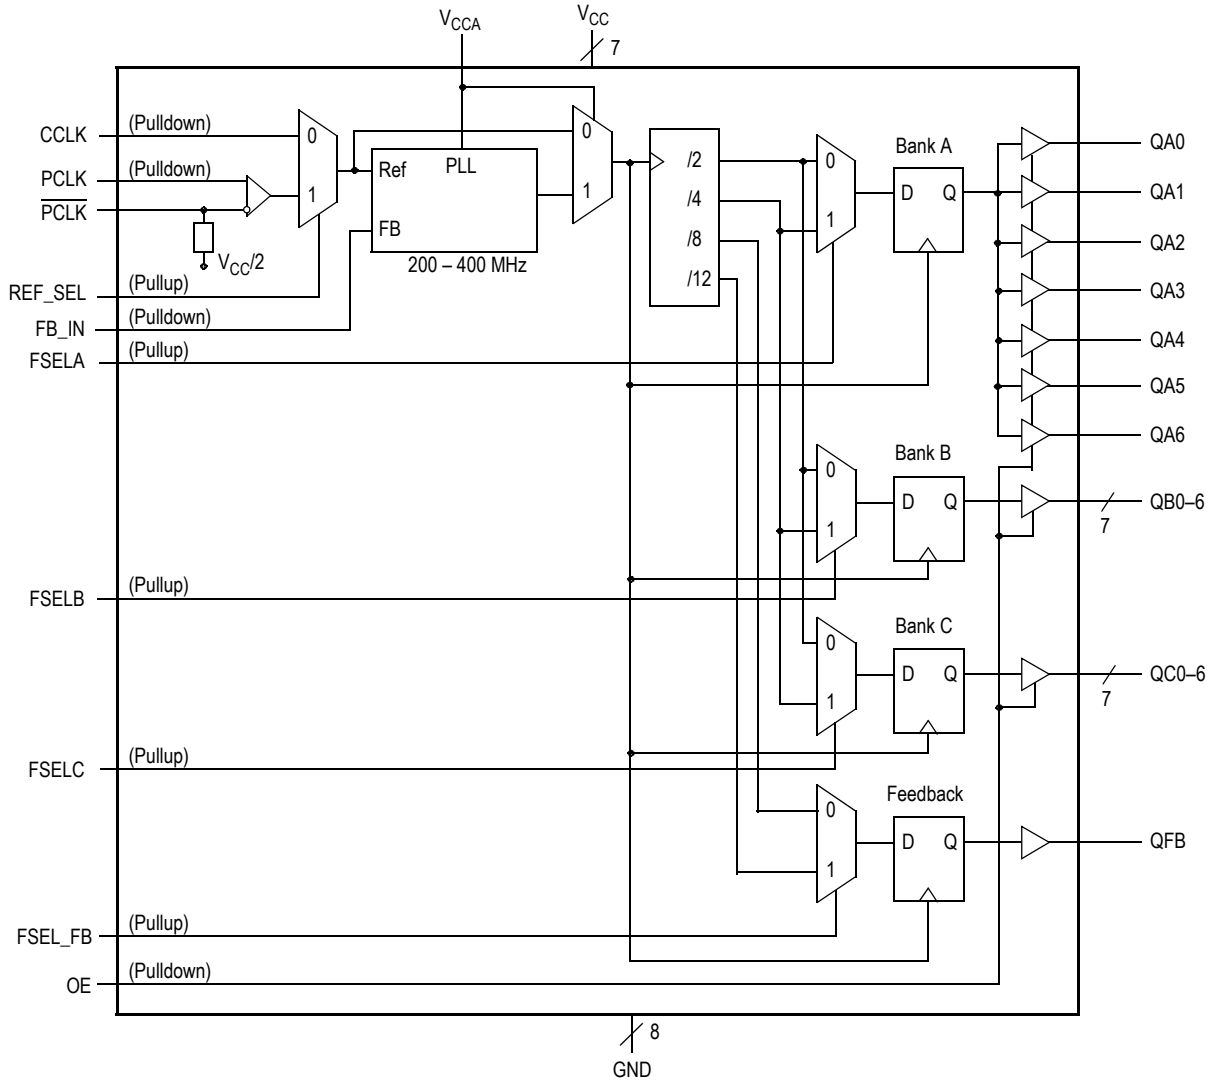 VCCA
VCC
7
CCLK
(Pulldown)
0
1
PCLK
(Pulldown)
PCLK
VCC/2
REF_SEL
(Pullup)
FB_IN
(Pulldown)
FSELA
(Pullup)
Ref
PLL
FB
200 – 400 MHz
0
1
/2
/4
/8
/12
0
1
Bank A
D Q
QA0
QA1
QA2
QA3
QA4
QA5
QA6
Bank B
0
1
D Q
QB0–6
7
FSELB
(Pullup)
Bank C
0
1
D Q
QC0–6
7
FSELC
(Pullup)
Feedback
0
1
D Q
QFB
FSEL_FB
(Pullup)
OE
(Pulldown)
8
GND